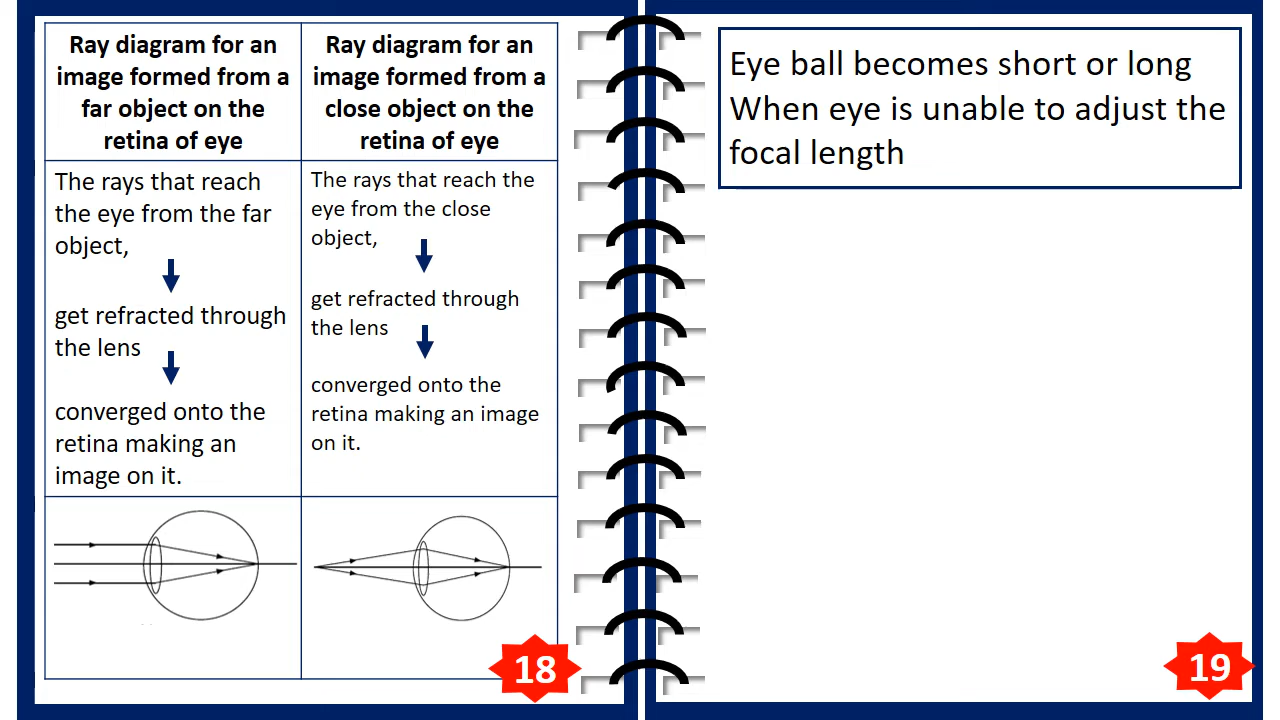 Ray diagram for an
image formed from a
far object on the
retina of eye
Ray diagram for an
image formed from a
close object on the
retina of eye
The rays that reach
the eye from the far
object,
get refracted through
the lens
converged onto the
retina making an
image on it.
The rays that reach the
eye from the close
object,
get refracted through
the lens
converged onto the
retina making an image
on it.
18
Eye ball becomes short or long
When eye is unable to adjust the
focal length
19